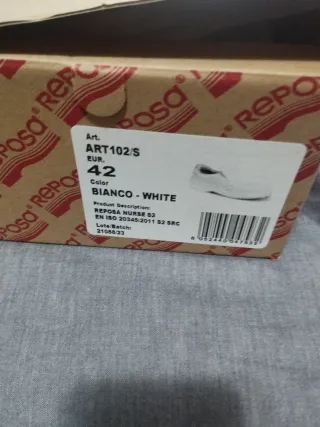 REPOSA®
Art.
ART102/S
EUR.
42
Color
BIANCO - WHITE
Product Description:
REPOSA NURSE S2
EN ISO 20345:2011 S2 SRC
Lote/Batch: